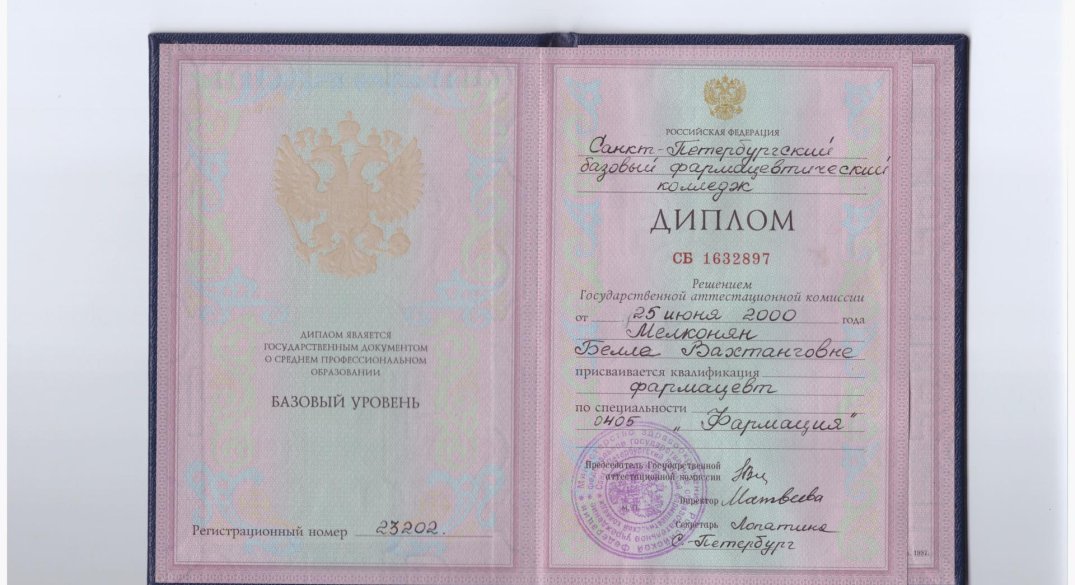 ДИПЛОМ ЯВЛЯЕТСЯ
ГОСУДАРСТВЕННЫМ ДОКУМЕНТОМ
О СРЕДНЕМ ПРОФЕССИОНАЛЬНОМ
ОБРАЗОВАНИИ
БАЗОВЫЙ УРОВЕНЬ
Регистрационный номер 23202.
РОССИЙСКАЯ ФЕДЕРАЦИЯ
Санкт-Петербургский
базовый фармацевтический
колледж
ДИПЛОМ
СБ 1632897
Решением
Государственной аттестационной комиссии
от 25 июня 2000 года
Мелконян
Белле Вахтанговне
присваивается квалификация
фармацевт
по специальности
0405 „Фармация"
Председатель Государственной
аттестационной комиссии
Директор Матвеева
Секретарь Лопатина
С-Петербург
1997.